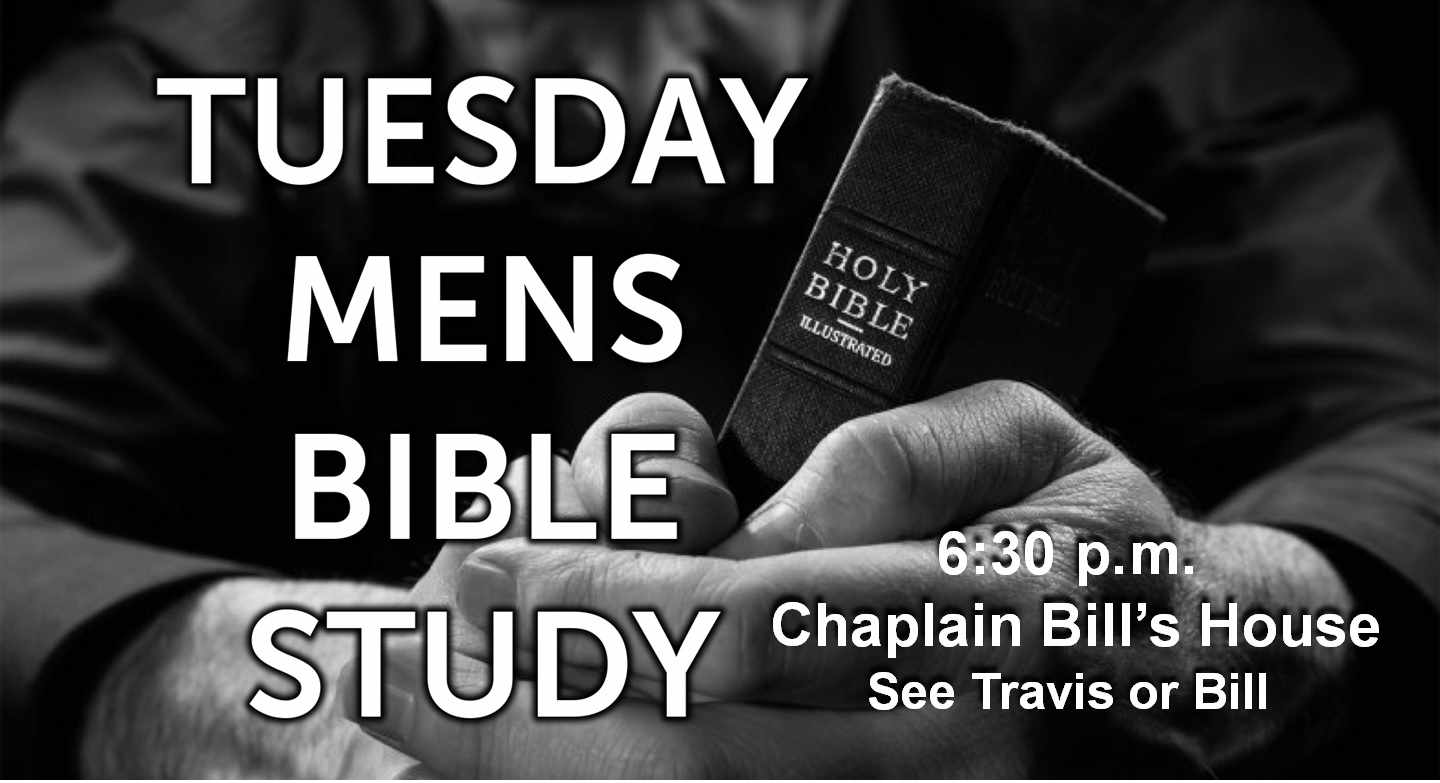 TUESDAY
MENS
BIBLE
STUDY
HOLY
BIBLE
ILLUSTRATED
6:30 p.m.
Chaplain Bill’s House
See Travis or Bill